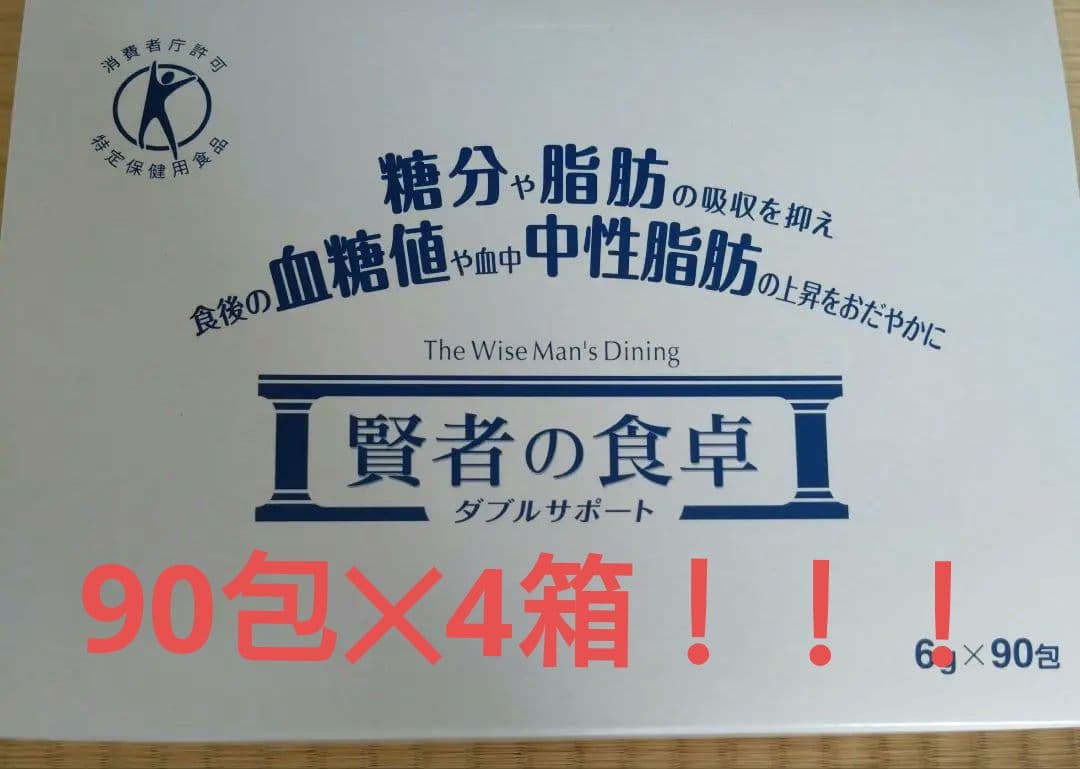 消費者庁許可
特定保健用食品
糖分や脂肪の吸収を抑え
食後の血糖値や血中中性脂肪の上昇をおだやかに
The Wise Man's Dining
賢者の食卓
ダブルサポート
90包×4箱！！！
6g×90包